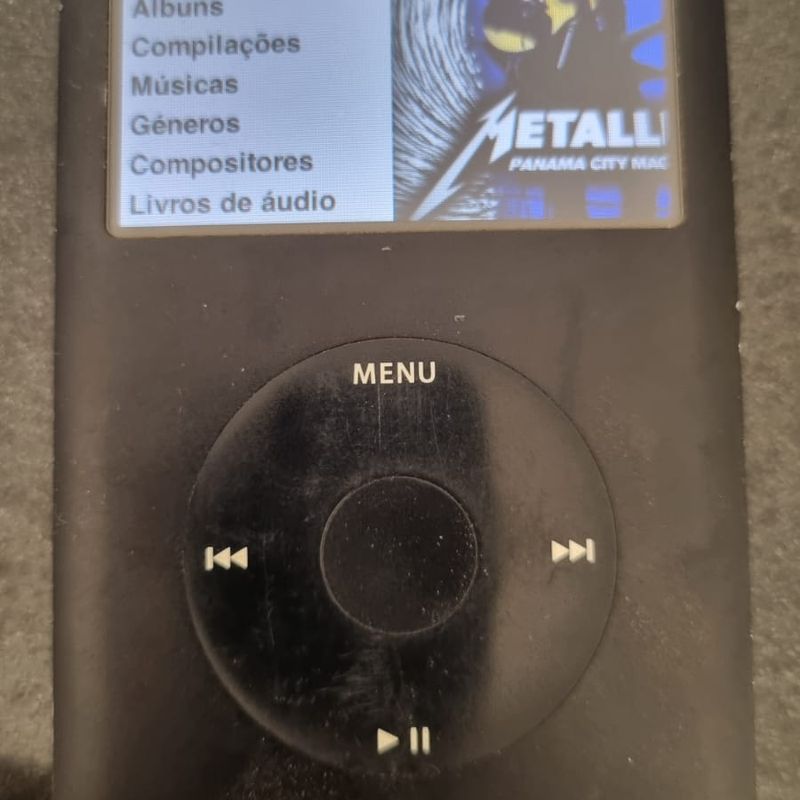 Álbuns
Compilações
Músicas
Géneros
Compositores
Livros de áudio
METALLI
PANAMA CITY MAC
MENU